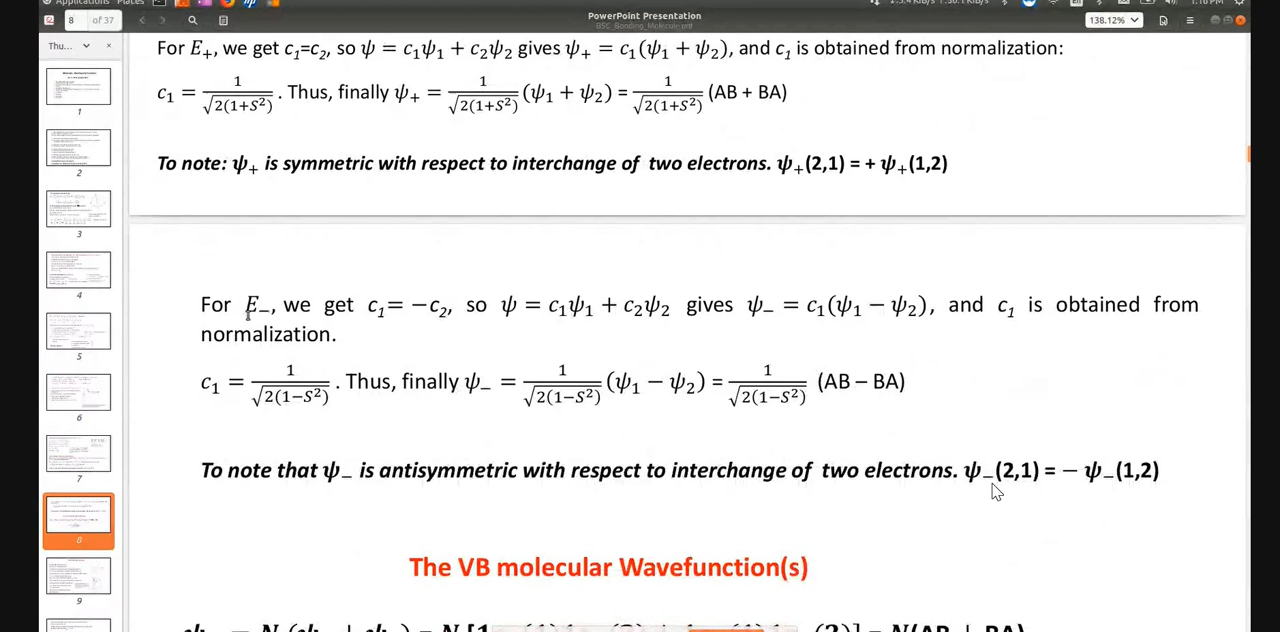 Applications Places
1:16 PM
PowerPoint Presentation
BSC_Bonding_Molecule.pdf
8 of 37
138.12%
Thu...
For E₊, we get c₁=c₂, so ψ = c₁ψ₁ + c₂ψ₂ gives ψ₊ = c₁(ψ₁ + ψ₂), and c₁ is obtained from normalization:
c₁ = 1/√2(1+S²) . Thus, finally ψ₊ = 1/√2(1+S²) (ψ₁ + ψ₂) = 1/√2(1+S²) (AB + BA)
To note: ψ₊ is symmetric with respect to interchange of two electrons. ψ₊(2,1) = + ψ₊(1,2)
For E₋, we get c₁= −c₂, so ψ = c₁ψ₁ + c₂ψ₂ gives ψ₋ = c₁(ψ₁ − ψ₂), and c₁ is obtained from
normalization.
c₁ = 1/√2(1−S²) . Thus, finally ψ₋ = 1/√2(1−S²) (ψ₁ − ψ₂) = 1/√2(1−S²) (AB – BA)
To note that ψ₋ is antisymmetric with respect to interchange of two electrons. ψ₋(2,1) = − ψ₋(1,2)
The VB molecular Wavefunction(s)
1
2
3
4
5
6
7
8
9